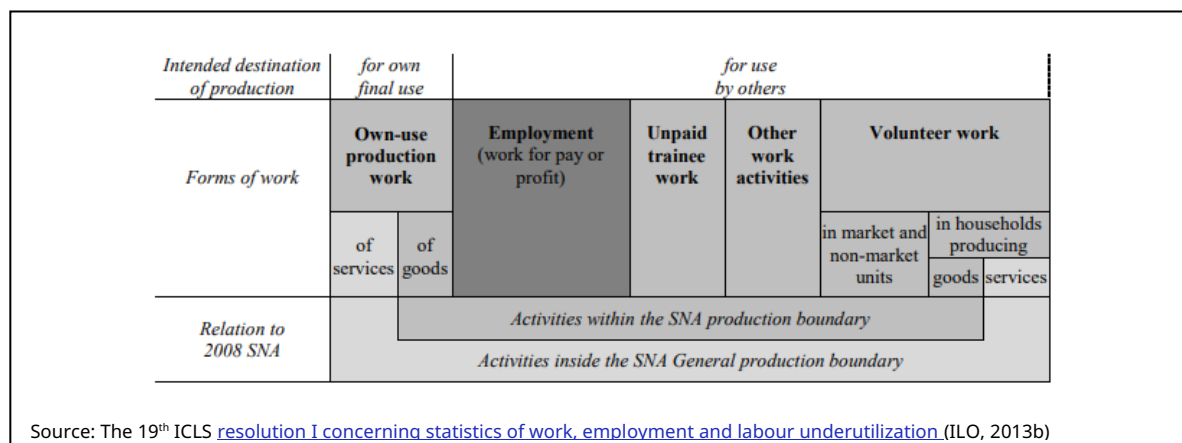 Intended destination
of production
for own
final use
for use
by others
Forms of work
Own-use
production
work
Employment
(work for pay or
profit)
Unpaid
trainee
work
Other
work
activities
Volunteer work
of
services
of
goods
in market and
non-market
units
in households
producing
goods
services
Relation to
2008 SNA
Activities within the SNA production boundary
Activities inside the SNA General production boundary
Source: The 19th ICLS resolution I concerning statistics of work, employment and labour underutilization (ILO, 2013b)